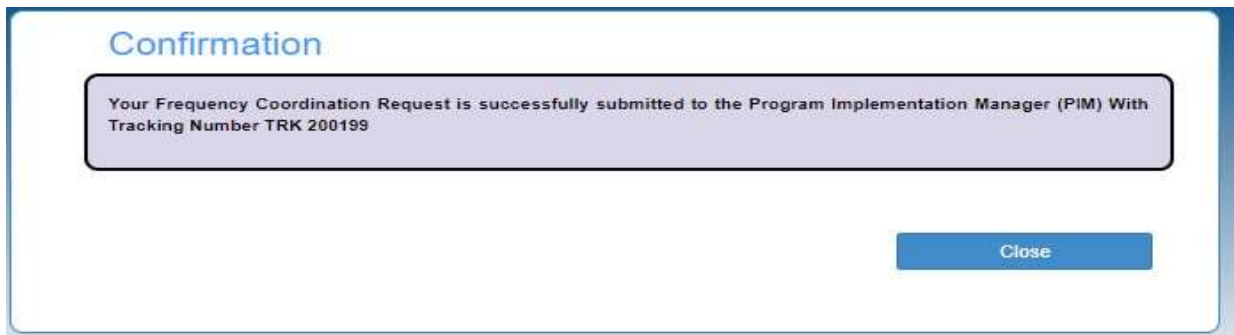 Confirmation
Your Frequency Coordination Request is successfully submitted to the Program Implementation Manager (PIM) With
Tracking Number TRK 200199
Close